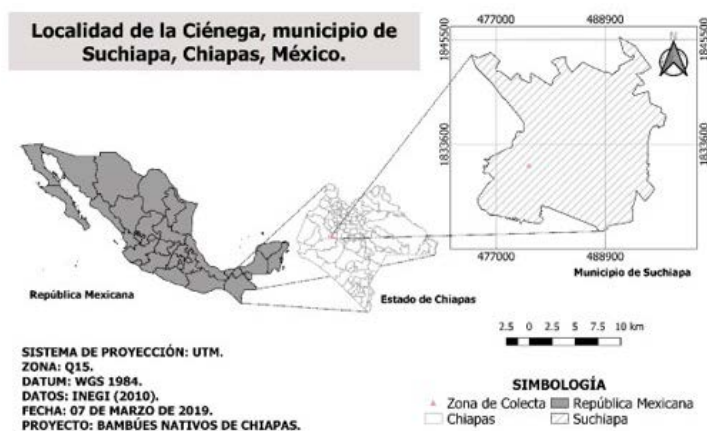 Localidad de la Ciénega, municipio de
Suchiapa, Chiapas, México.
477000 488900
1845500 1845500
N
1833600 1833600
477000 488900
Municipio de Suchiapa
República Mexicana
Estado de Chiapas
2.5 0 2.5 5 7.5 10 km
SISTEMA DE PROYECCIÓN: UTM.
ZONA: Q15.
DATUM: WGS 1984.
DATOS: INEGI (2010).
FECHA: 07 DE MARZO DE 2019.
PROYECTO: BAMBÚES NATIVOS DE CHIAPAS.
SIMBOLOGÍA
Zona de Colecta República Mexicana
Chiapas Suchiapa